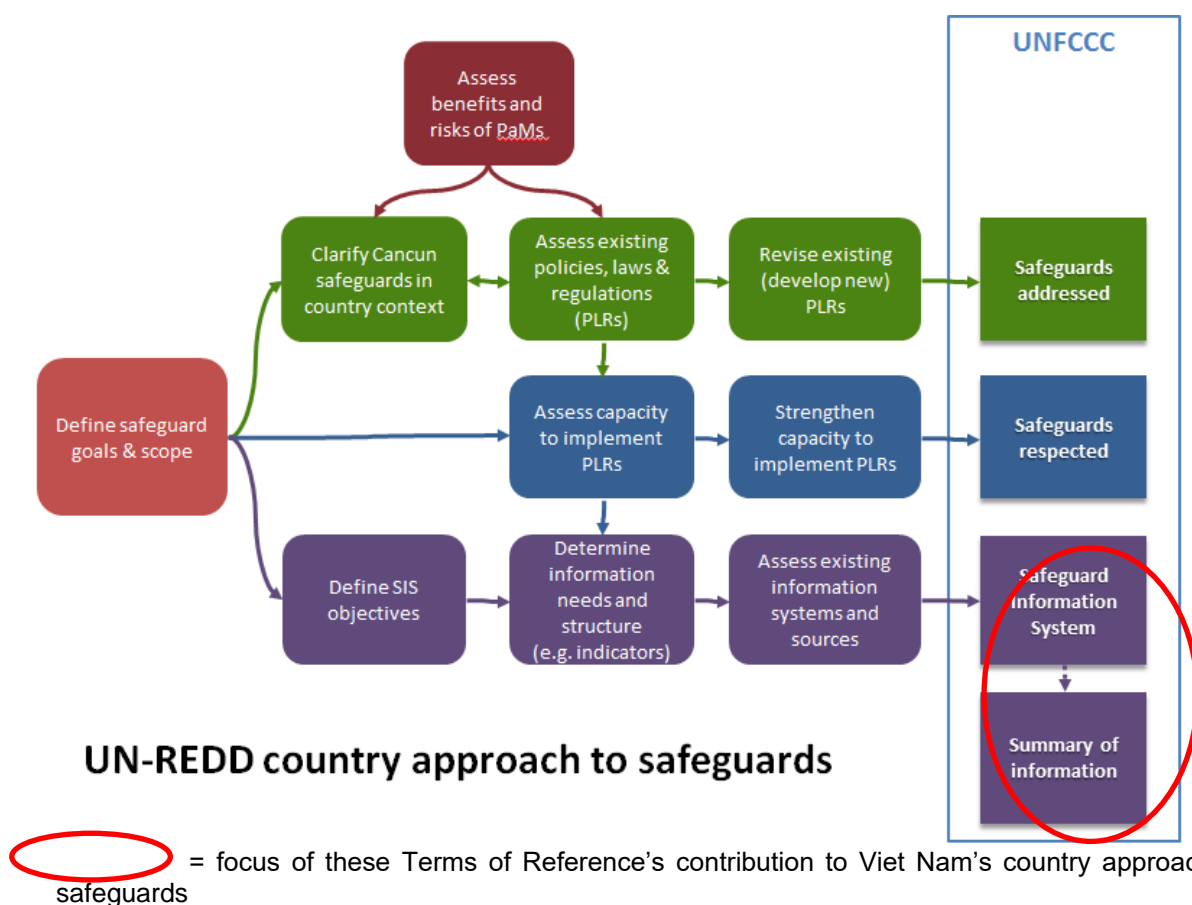 UNFCCC
Assess
benefits and
risks of PaMs
Clarify Cancun
safeguards in
country context
Assess existing
policies, laws &
regulations
(PLRs)
Revise existing
(develop new)
PLRs
Safeguards
addressed
Define safeguard
goals & scope
Assess capacity
to implement
PLRs
Strengthen
capacity to
implement PLRs
Safeguards
respected
Define SIS
objectives
Determine
information
needs and
structure
(e.g. indicators)
Assess existing
information
systems and
sources
Safeguard
Information
System
Summary of
information
UN-REDD country approach to safeguards
= focus of these Terms of Reference’s contribution to Viet Nam’s country approac
safeguards